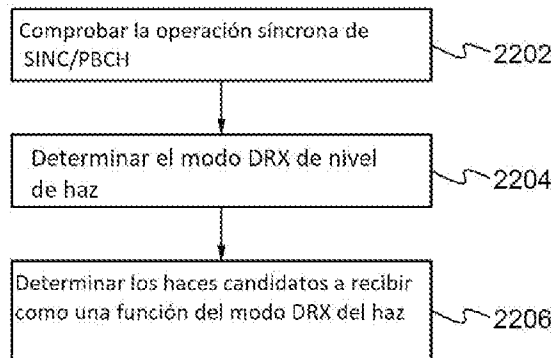 Comprobar la operación síncrona de
SINC/PBCH
2202
Determinar el modo DRX de nivel
de haz
2204
Determinar los haces candidatos a recibir
como una función del modo DRX del haz
2206